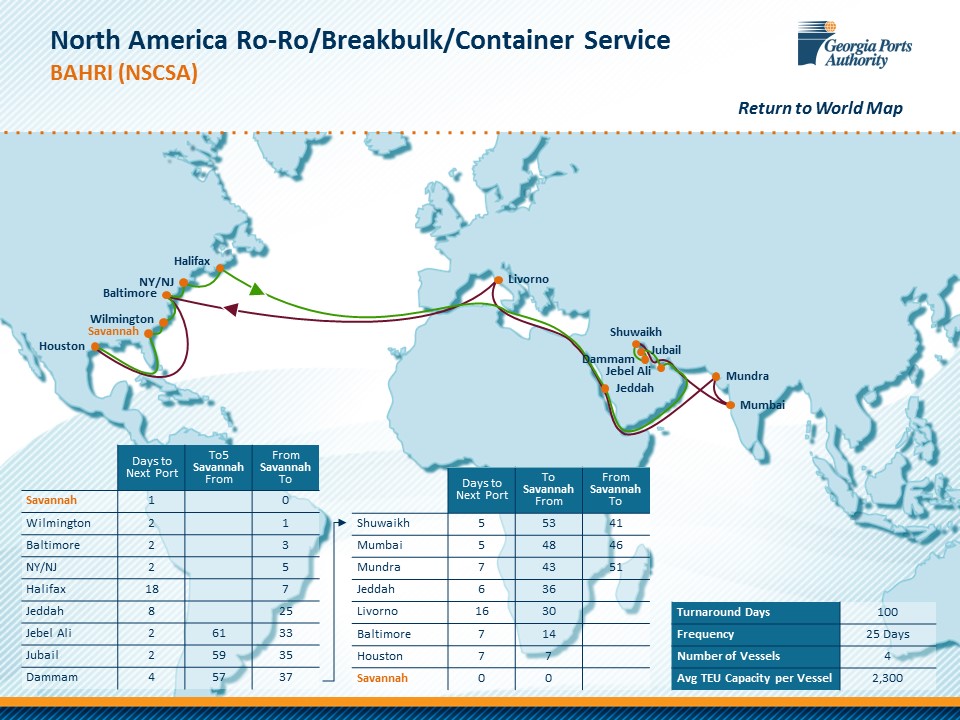 North America Ro-Ro/Breakbulk/Container Service
BAHRI (NSCSA)
Georgia Ports
Authority
Return to World Map
Halifax
NY/NJ
Baltimore
Wilmington
Savannah
Houston
Livorno
Shuwaikh
Jubail
Dammam
Jebel Ali
Jeddah
Mundra
Mumbai
Days to Next Port To5 Savannah From From Savannah To
Savannah 1 0
Wilmington 2 1
Baltimore 2 3
NY/NJ 2 5
Halifax 18 7
Jeddah 8 25
Jebel Ali 2 61 33
Jubail 2 59 35
Dammam 4 57 37
Days to Next Port To Savannah From From Savannah To
Shuwaikh 5 53 41
Mumbai 5 48 46
Mundra 7 43 51
Jeddah 6 36
Livorno 16 30
Baltimore 7 14
Houston 7 7
Savannah 0 0
Turnaround Days 100
Frequency 25 Days
Number of Vessels 4
Avg TEU Capacity per Vessel 2,300